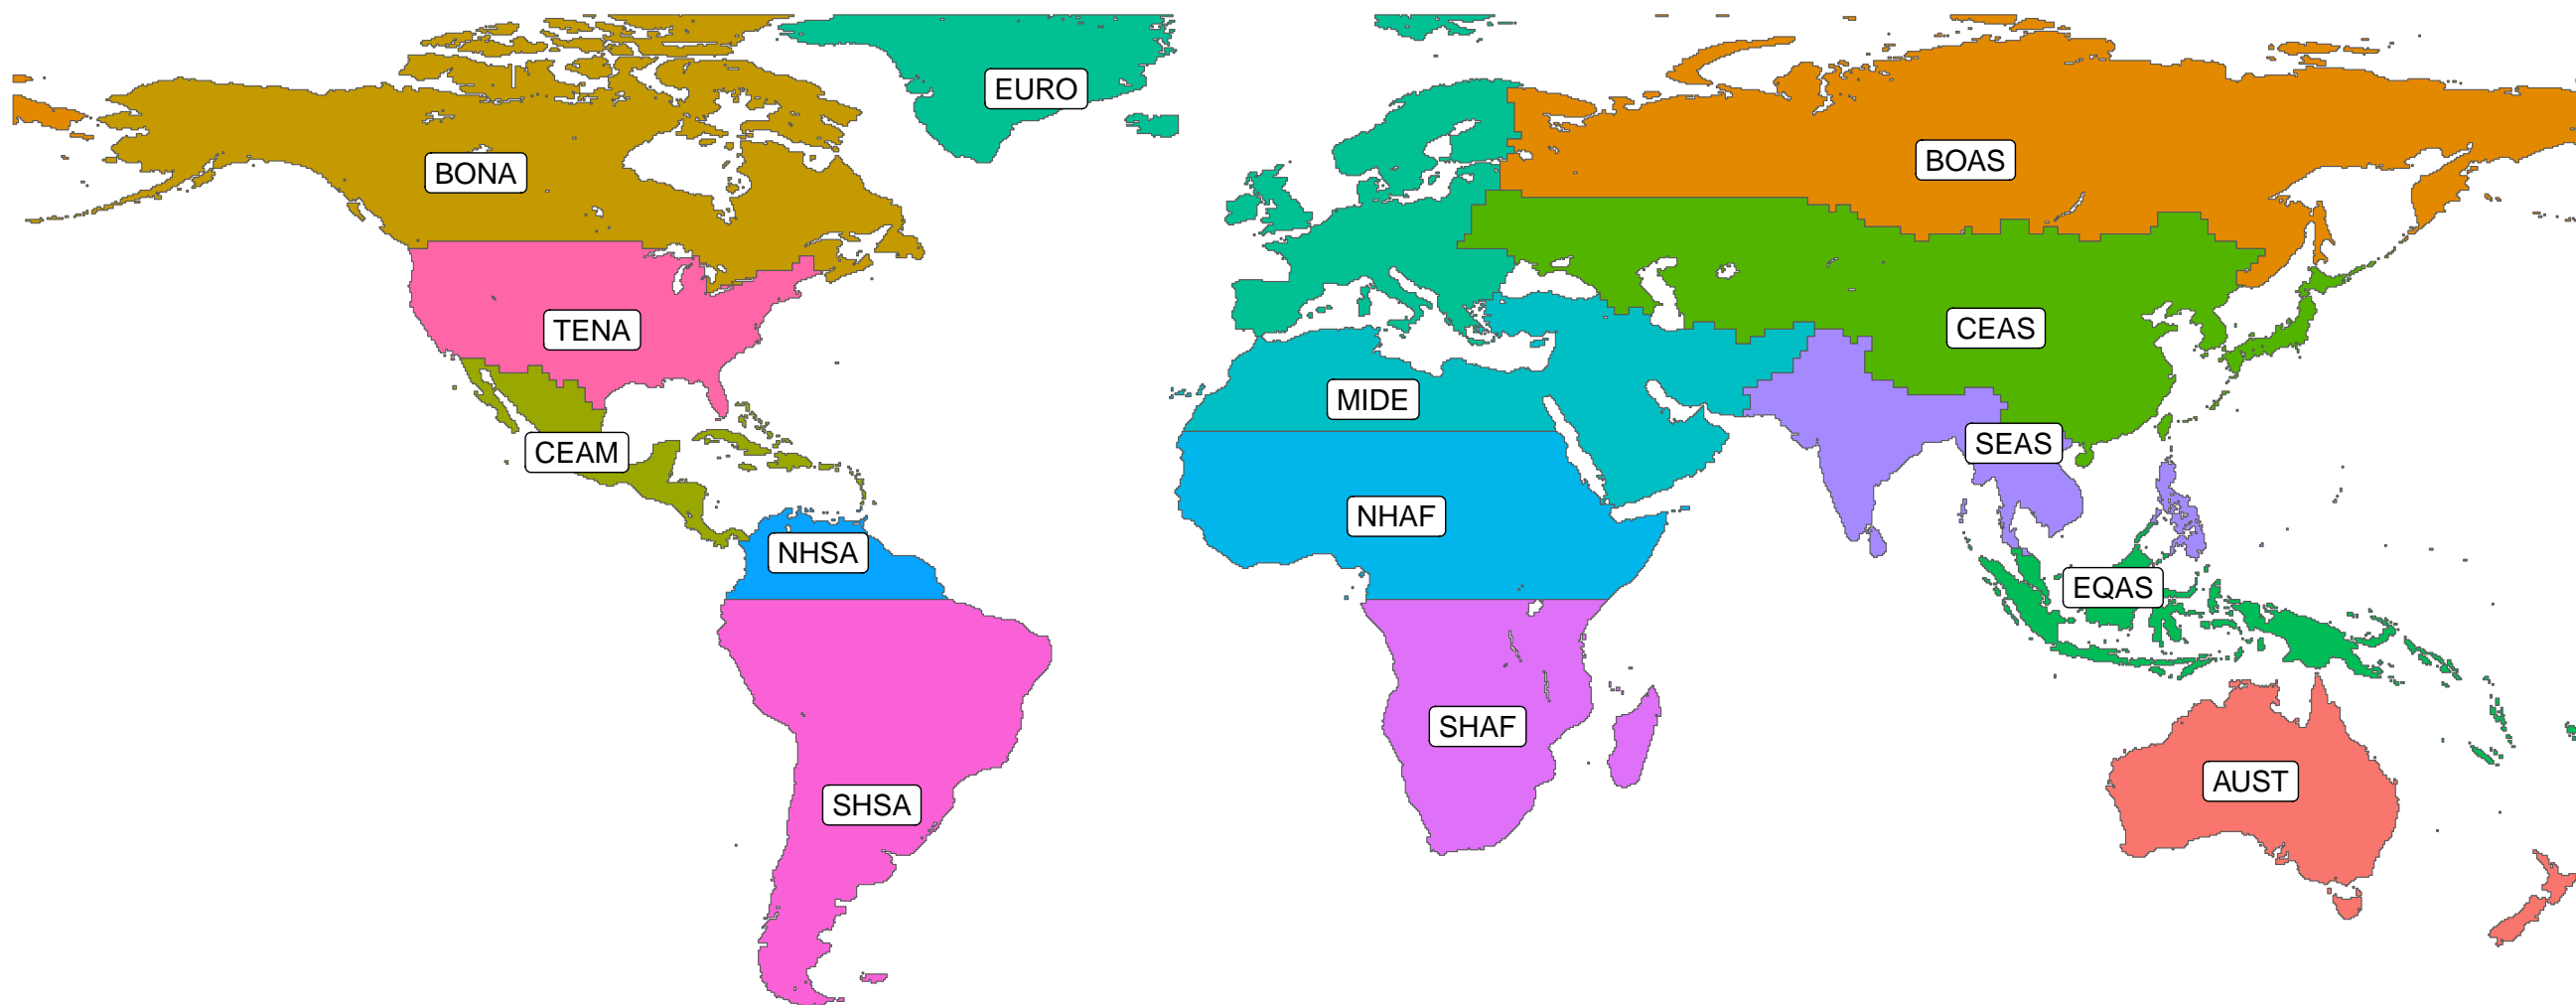 EURO
BONA
BOAS
TENA
CEAS
MIDE
CEAM
SEAS
NHAF
NHSA
EQAS
SHAF
AUST
SHSA